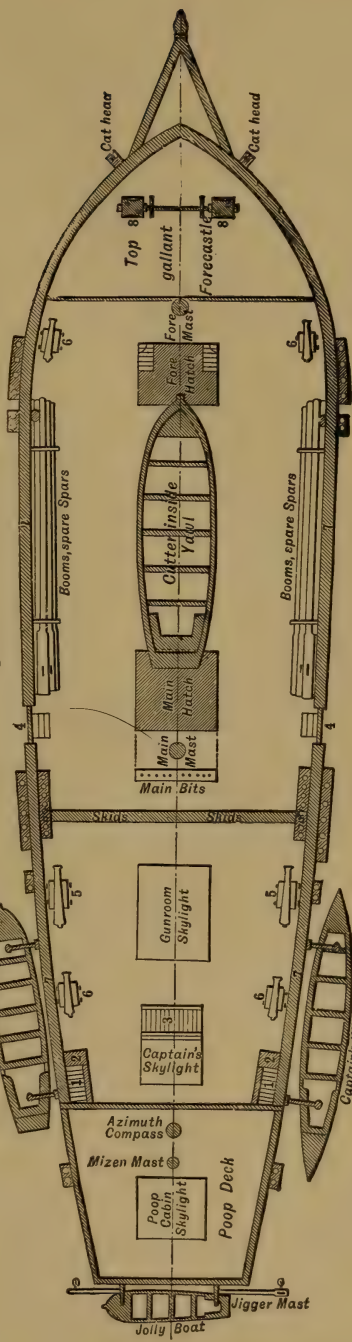 Cat head
Cat head
8
8
Top
gallant
Forecastle
Fore
Mast
6
6
Fore
Hatch
Booms, spare Spars
Cutter inside
Yawl
Booms, spare Spars
Main
Hatch
4
4
Main
Mast
Main Bits
Skids
Skids
5
Gunroom
Skylight
5
6
6
3
Captain's
Skylight
2
1
2
1
7
7
Azimuth
Compass
Mizen Mast
Poop
Cabin
Skylight
Poop Deck
Jigger Mast
Jolly Boat